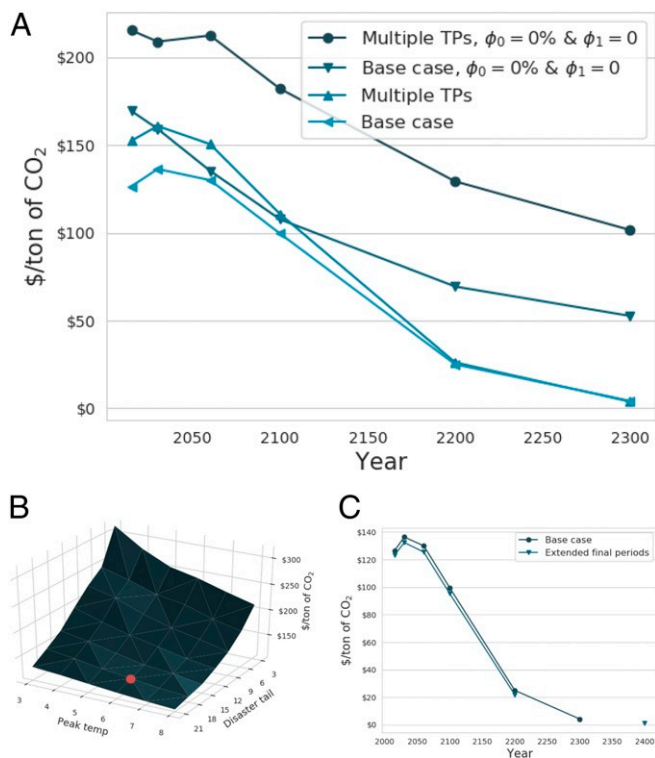 A
$200
$150
$100
$50
$0
$/ton of CO₂
Multiple TPs, ϕ₀ = 0% & ϕ₁ = 0
Base case, ϕ₀ = 0% & ϕ₁ = 0
Multiple TPs
Base case
2050 2100 2150 2200 2250 2300
Year
B
$300
$250
$200
$150
$/ton of CO₂
3 4 5 6 7 8
Peak temp
21 18 15 12 9 6 3
Disaster tail
C
$140
$120
$100
$80
$60
$40
$20
$0
$/ton of CO₂
Base case
Extended final periods
2000 2050 2100 2150 2200 2250 2300 2350 2400
Year